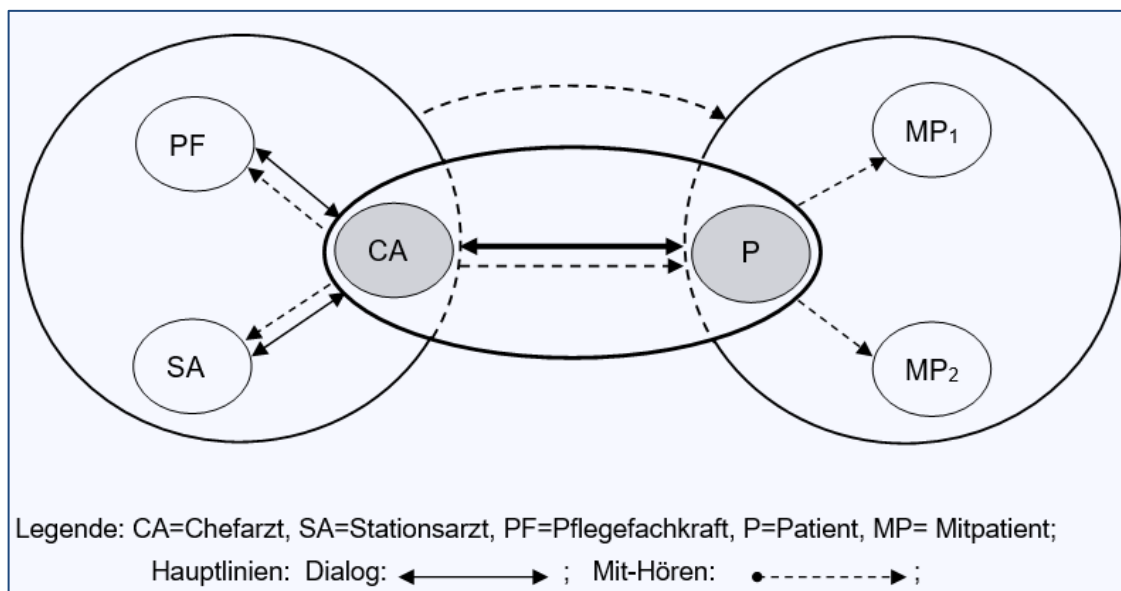 PF
MP₁
CA
P
SA
MP₂
Legende: CA=Chefarzt, SA=Stationsarzt, PF=Pflegefachkraft, P=Patient, MP= Mitpatient;
Hauptlinien: Dialog: ; Mit-Hören: ;